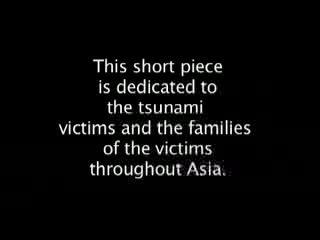 This short piece
is dedicated to
the tsunami
victims and the families
of the victims
throughout Asia.